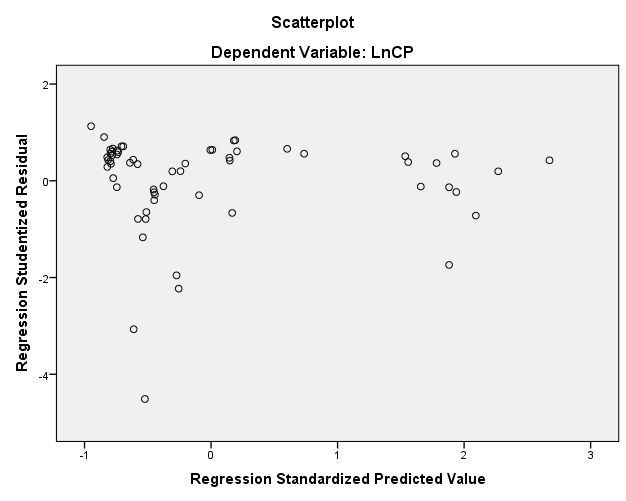 Scatterplot
Dependent Variable: LnCP
Regression Studentized Residual
2
0
-2
-4
-1
0
1
2
3
Regression Standardized Predicted Value